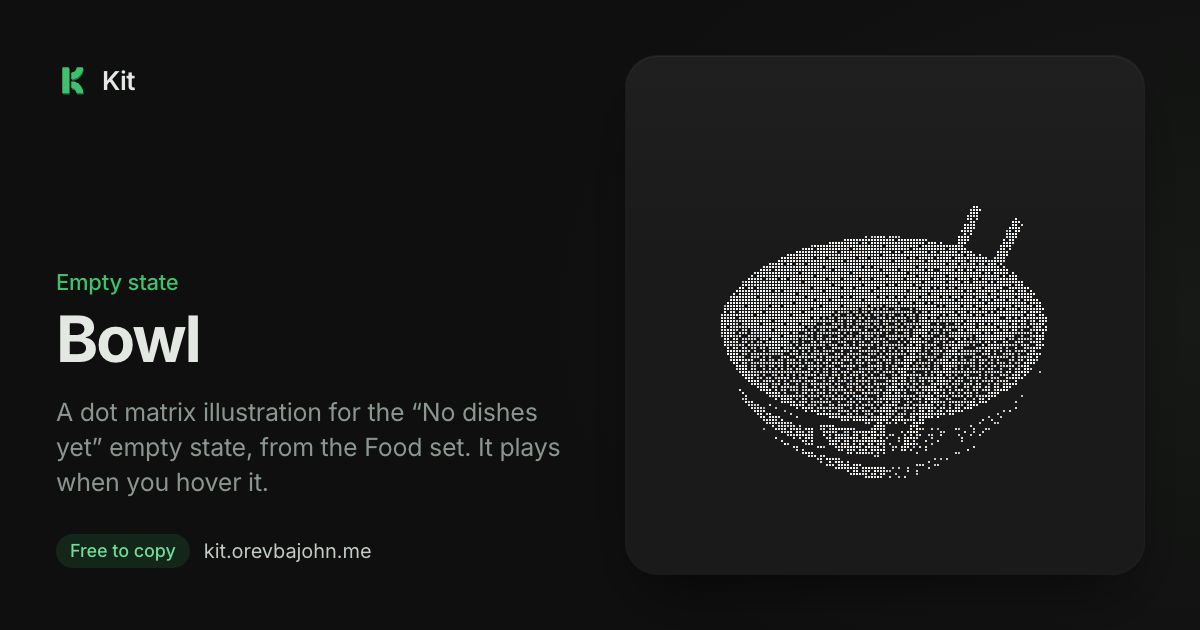 Kit
Empty state
Bowl
A dot matrix illustration for the “No dishes
yet” empty state, from the Food set. It plays
when you hover it.
Free to copy
kit.orevbajohn.me